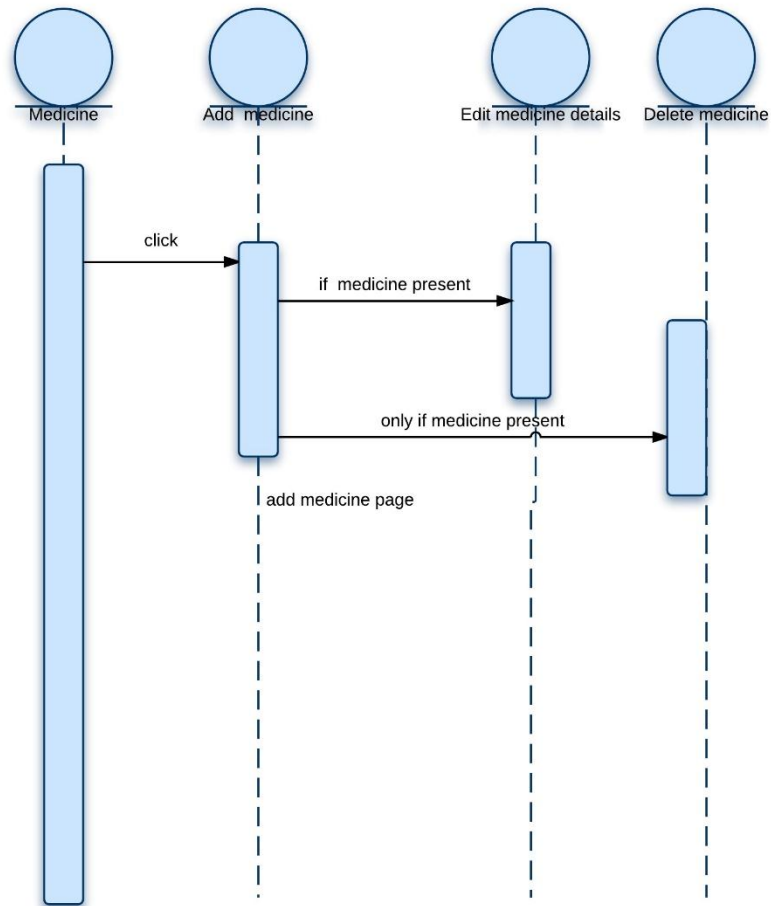 Medicine
Add medicine
Edit medicine details
Delete medicine
click
if medicine present
only if medicine present
add medicine page